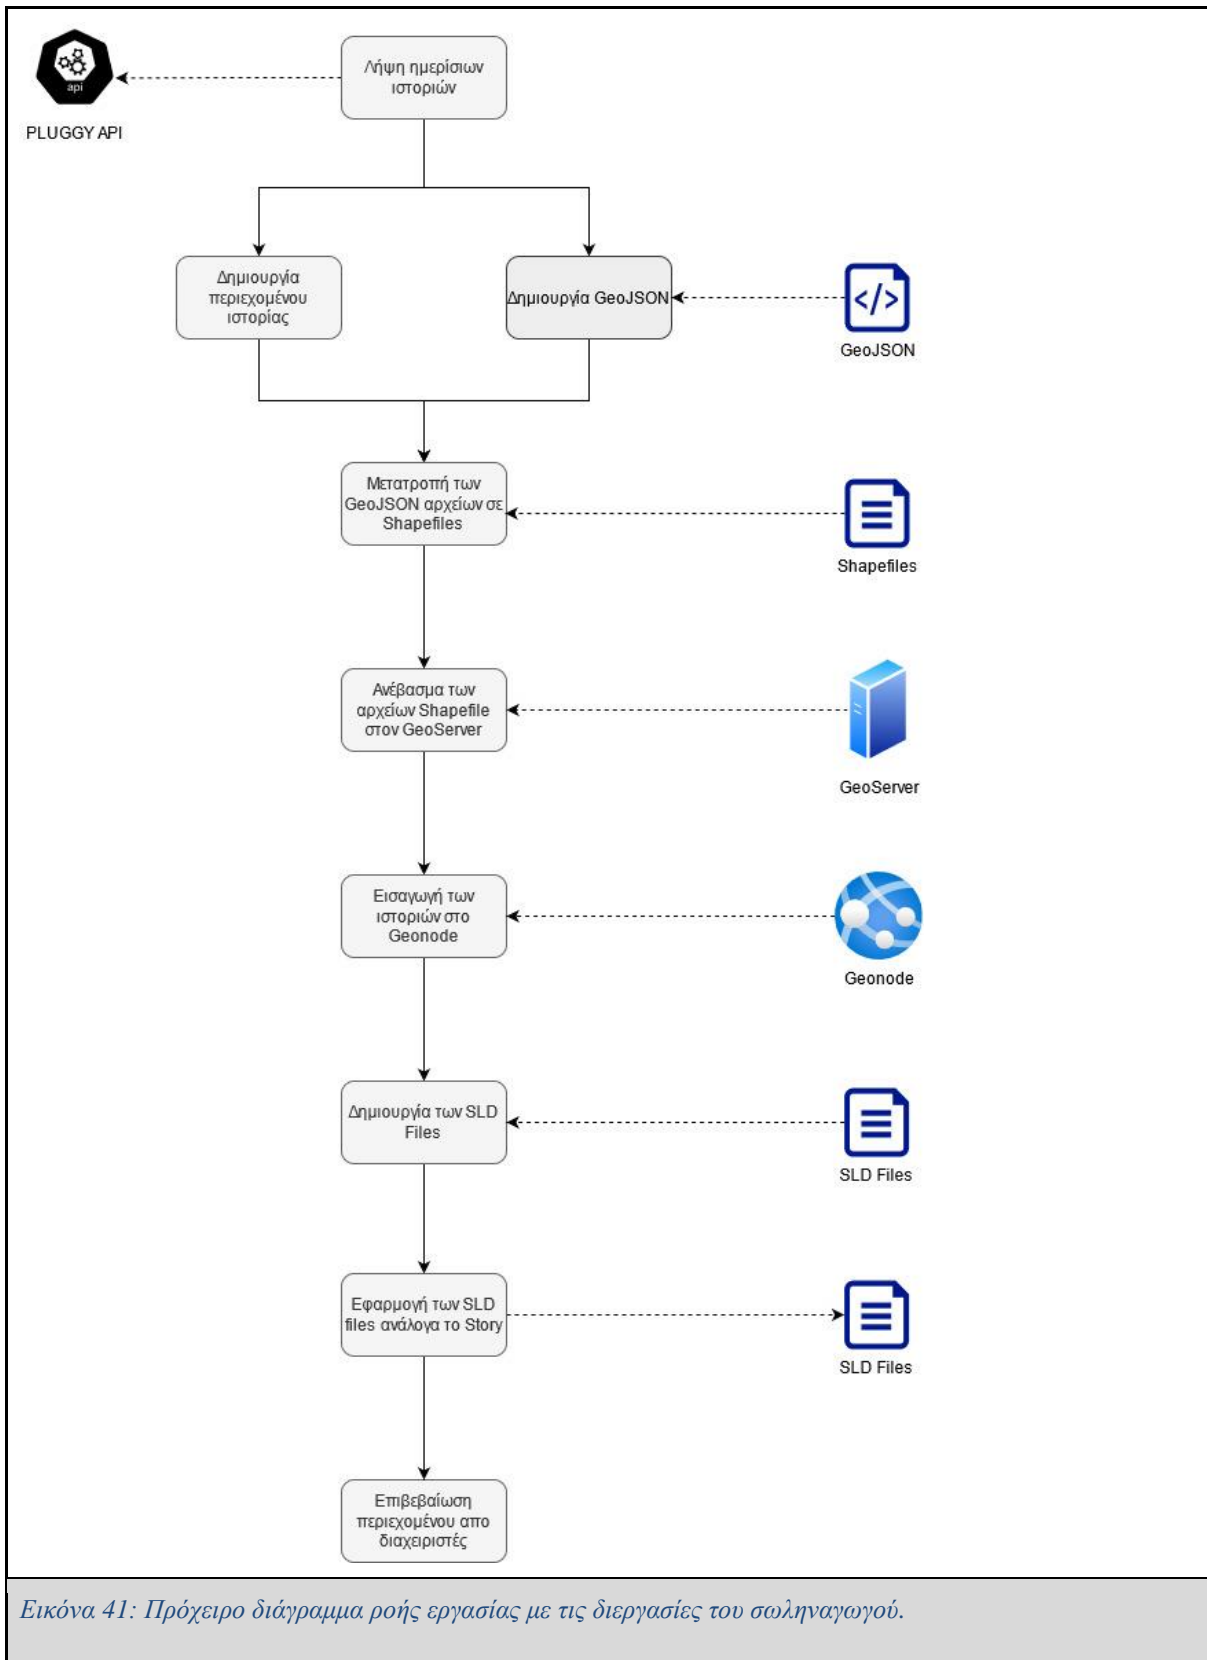 Λήψη ημερίσιων
ιστοριών
api
PLUGGY API
Δημιουργία
περιεχομένου
ιστορίας
Δημιουργία GeoJSON
GeoJSON
Μετατροπή των
GeoJSON αρχείων σε
Shapefiles
Shapefiles
Ανέβασμα των
αρχείων Shapefile
στον GeoServer
GeoServer
Εισαγωγή των
ιστοριών στο
Geonode
Geonode
Δημιουργία των SLD
Files
SLD Files
Εφαρμογή των SLD
files ανάλογα το Story
SLD Files
Επιβεβαίωση
περιεχομένου απο
διαχειριστές
Εικόνα 41: Πρόχειρο διάγραμμα ροής εργασίας με τις διεργασίες του σωληναγωγού.